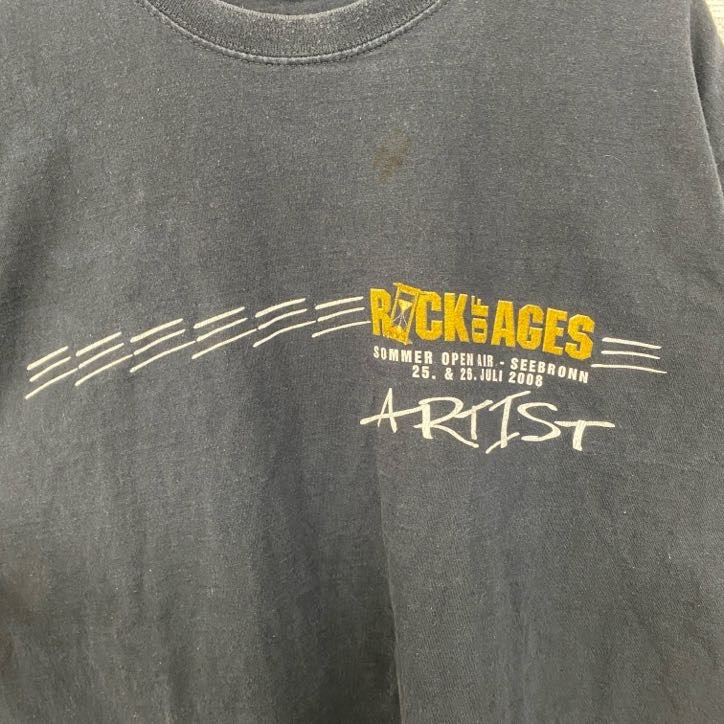 ROCK OF AGES
SOMMER OPEN AIR - SEEBRONN
25. & 26. JULI 2008
ARTIST